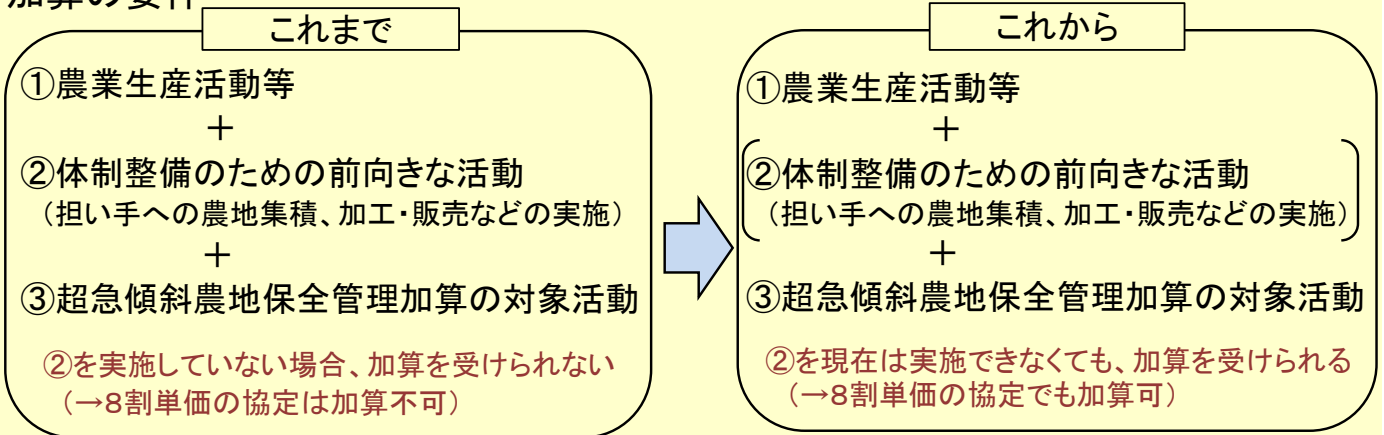 加算の要件
これまで
①農業生産活動等
＋
②体制整備のための前向きな活動
（担い手への農地集積、加工・販売などの実施）
＋
③超急傾斜農地保全管理加算の対象活動
②を実施していない場合、加算を受けられない
（→８割単価の協定は加算不可）
これから
①農業生産活動等
＋
②体制整備のための前向きな活動
（担い手への農地集積、加工・販売などの実施）
＋
③超急傾斜農地保全管理加算の対象活動
②を現在は実施できなくても、加算を受けられる
（→８割単価の協定でも加算可）